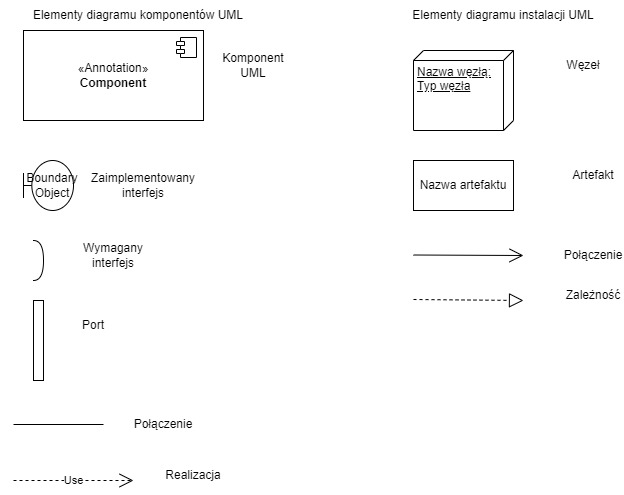 Elementy diagramu komponentów UML
«Annotation»
Component
Komponent
UML
Boundary
Object
Zaimplementowany
interfejs
Wymagany
interfejs
Port
Połączenie
Use
Realizacja
Elementy diagramu instalacji UML
Nazwa węzłą:
Typ węzła
Węzeł
Nazwa artefaktu
Artefakt
Połączenie
Zależność